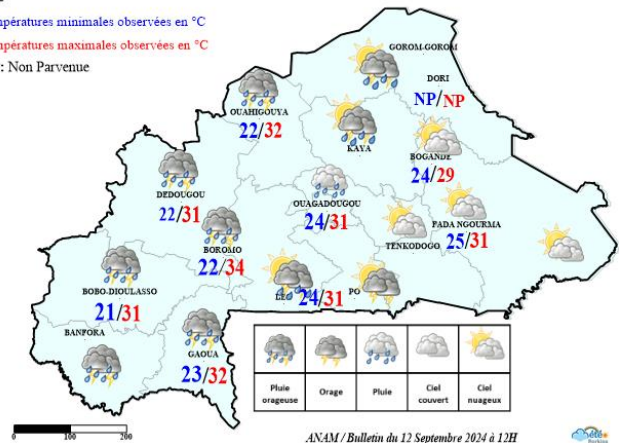 mpératures minimales observées en °C
mpératures maximales observées en °C
: Non Parvenue
GOROM-GOROM
DORI
NP/NP
OUAHIGOUYA
22/32
KAYA
BOGANDE
24/29
DEDOUGOU
22/31
OUAGADOUGOU
24/31
FADA NGOURMA
25/31
TENKODOGO
BOROMO
22/34
BOBO-DIOULASSO
21/31
LEO
24/31
PO
BANFORA
GAOUA
23/32
Pluie orageuse
Orage
Pluie
Ciel couvert
Ciel nuageux
0 100 200
ANAM / Bulletin du 12 Septembre 2024 à 12H